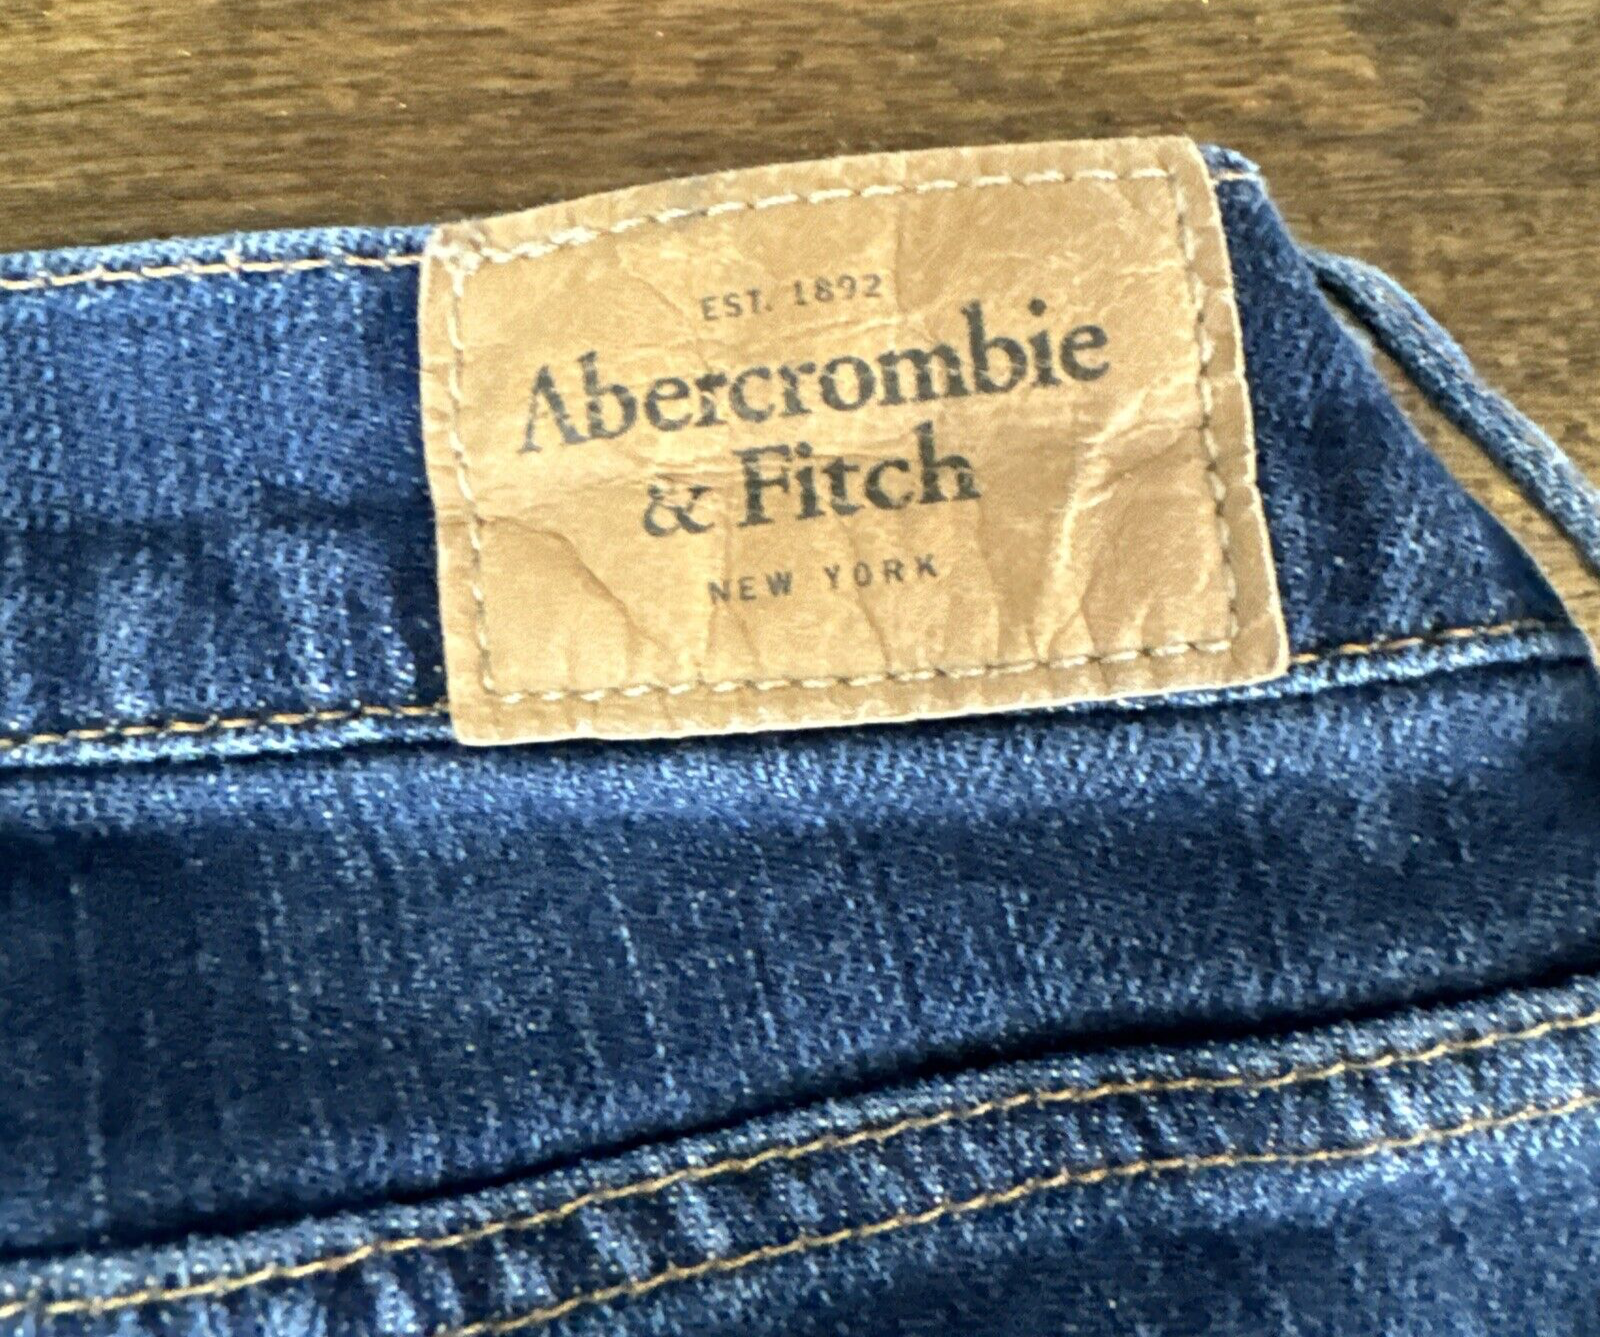 EST. 1892
Abercrombie
& Fitch
NEW YORK